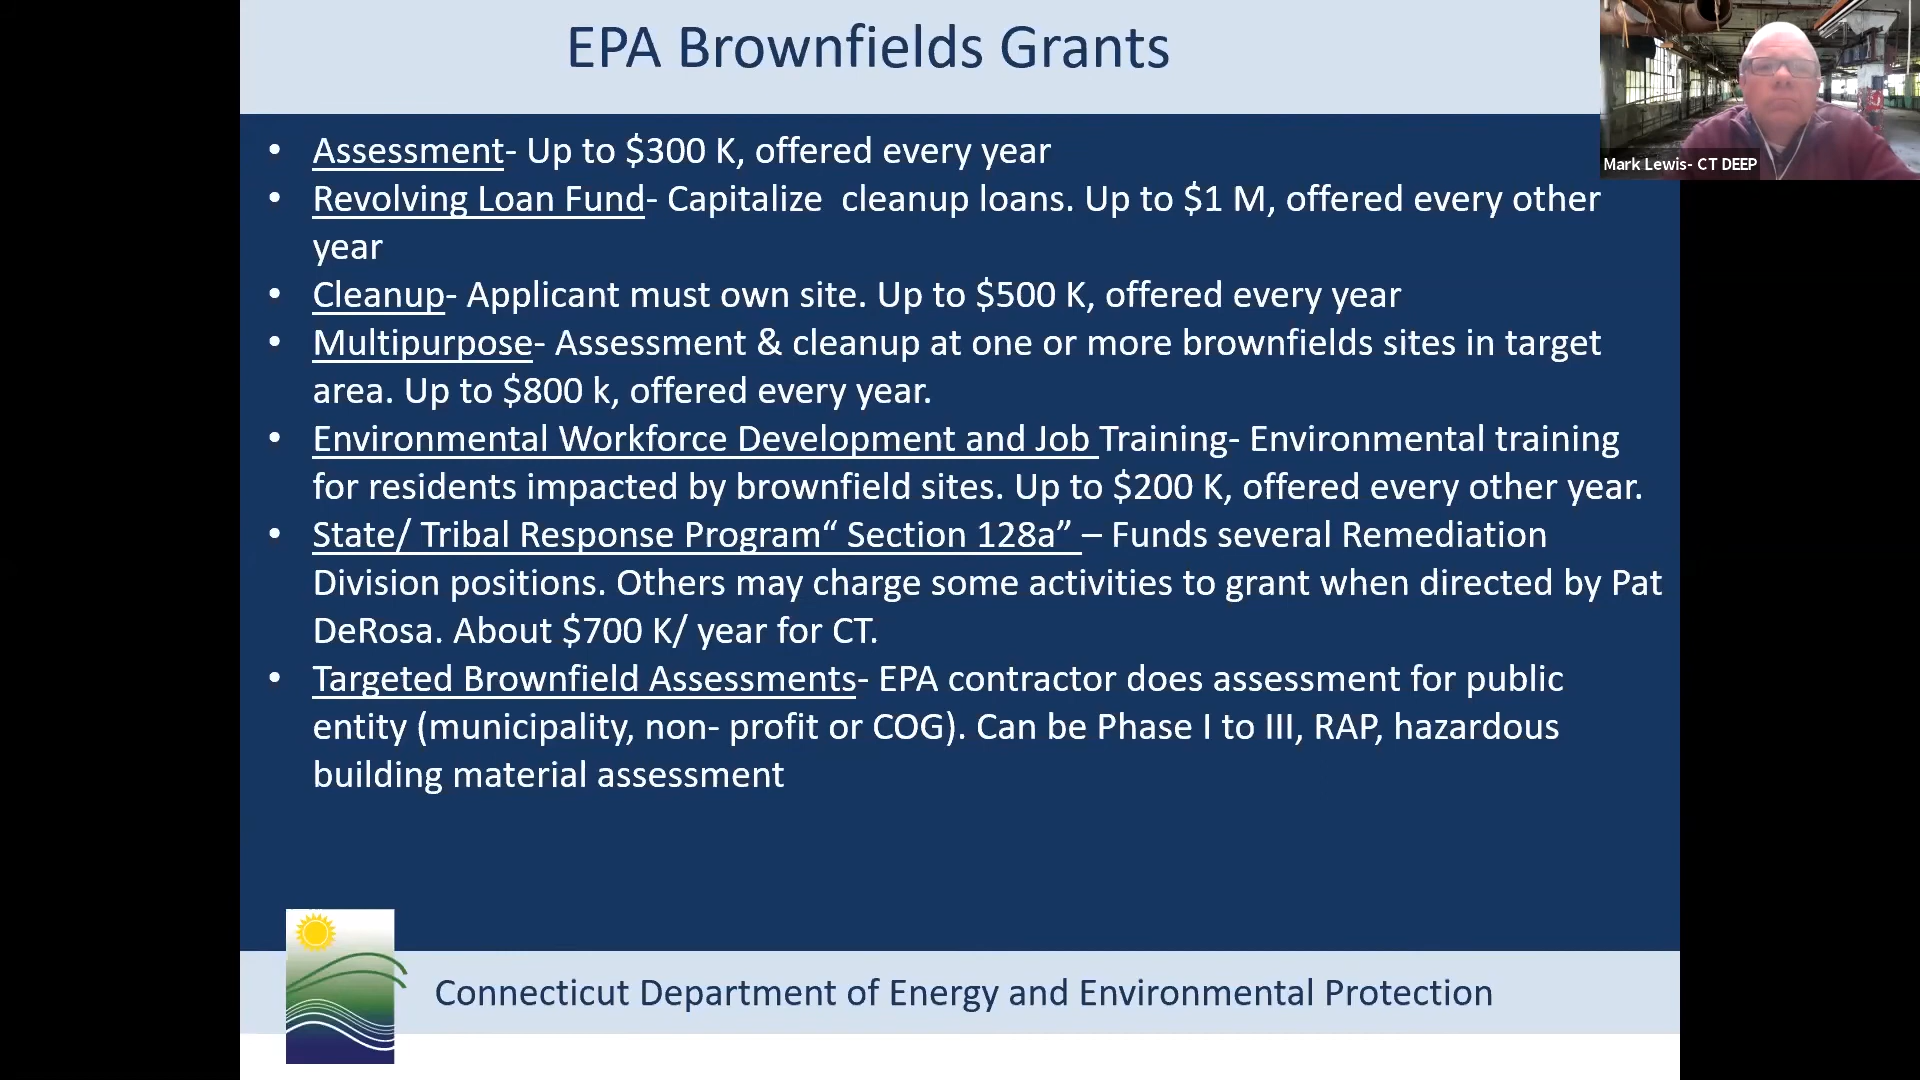 EPA Brownfields Grants
Mark Lewis- CT DEEP
• Assessment- Up to $300 K, offered every year
• Revolving Loan Fund- Capitalize  cleanup loans. Up to $1 M, offered every other
year
• Cleanup- Applicant must own site. Up to $500 K, offered every year
• Multipurpose- Assessment & cleanup at one or more brownfields sites in target
area. Up to $800 k, offered every year.
• Environmental Workforce Development and Job Training- Environmental training
for residents impacted by brownfield sites. Up to $200 K, offered every other year.
• State/ Tribal Response Program“ Section 128a” – Funds several Remediation
Division positions. Others may charge some activities to grant when directed by Pat
DeRosa. About $700 K/ year for CT.
• Targeted Brownfield Assessments- EPA contractor does assessment for public
entity (municipality, non- profit or COG). Can be Phase I to III, RAP, hazardous
building material assessment
Connecticut Department of Energy and Environmental Protection